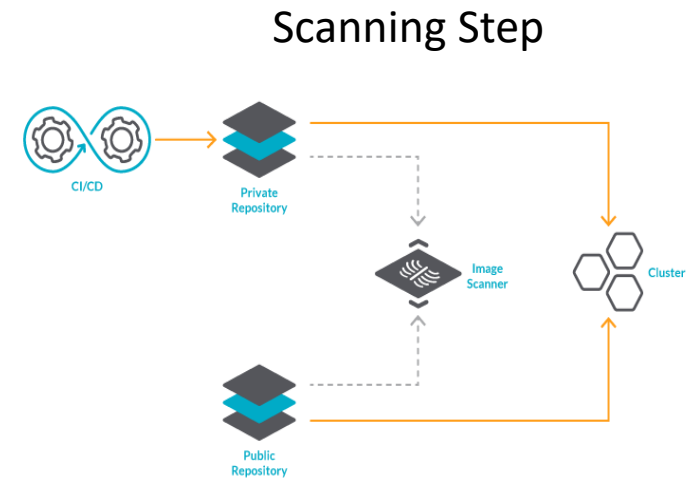 Scanning Step
CI/CD
Private
Repository
Image
Scanner
Cluster
Public
Repository